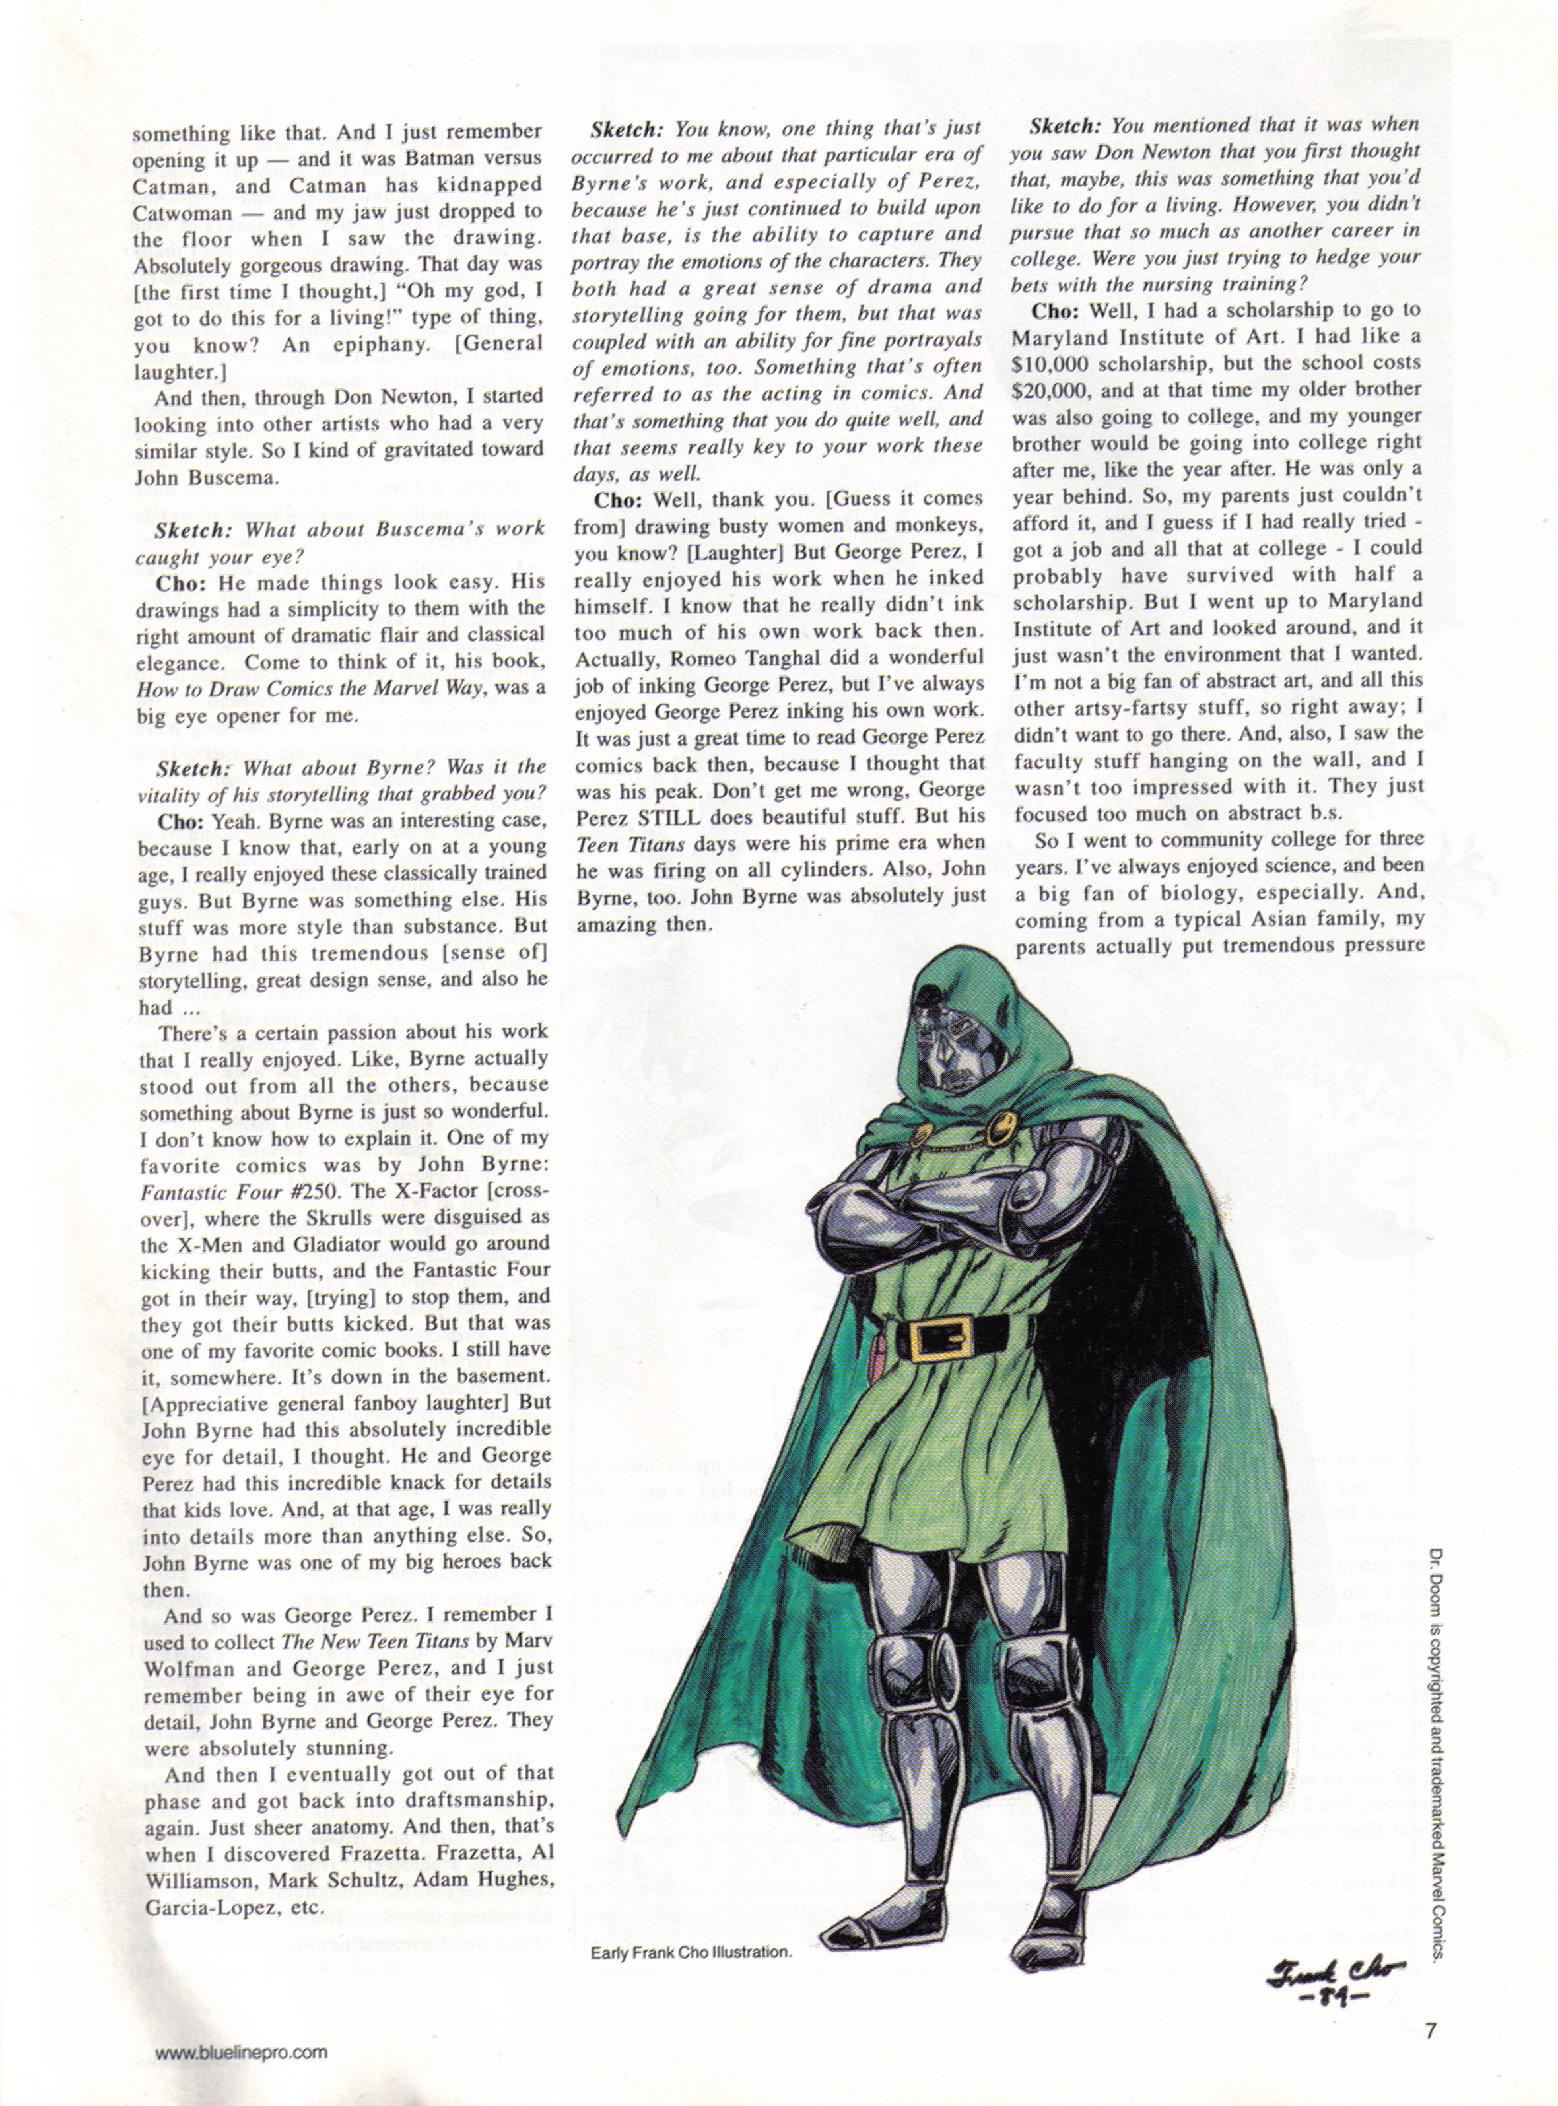 something like that. And I just remember
opening it up — and it was Batman versus
Catman, and Catman has kidnapped
Catwoman — and my jaw just dropped to
the floor when I saw the drawing.
Absolutely gorgeous drawing. That day was
[the first time I thought,] “Oh my god, I
got to do this for a living!” type of thing,
you know? An epiphany. [General
laughter.]
And then, through Don Newton, I started
looking into other artists who had a very
similar style. So I kind of gravitated toward
John Buscema.
Sketch: What about Buscema's work
caught your eye?
Cho: He made things look easy. His
drawings had a simplicity to them with the
right amount of dramatic flair and classical
elegance. Come to think of it, his book,
How to Draw Comics the Marvel Way, was a
big eye opener for me.
Sketch: What about Byrne? Was it the
vitality of his storytelling that grabbed you?
Cho: Yeah. Byrne was an interesting case,
because I know that, early on at a young
age, I really enjoyed these classically trained
guys. But Byrne was something else. His
stuff was more style than substance. But
Byrne had this tremendous [sense of]
storytelling, great design sense, and also he
had ...
There's a certain passion about his work
that I really enjoyed. Like, Byrne actually
stood out from all the others, because
something about Byrne is just so wonderful.
I don't know how to explain it. One of my
favorite comics was by John Byrne:
Fantastic Four #250. The X-Factor [cross-
over], where the Skrulls were disguised as
the X-Men and Gladiator would go around
kicking their butts, and the Fantastic Four
got in their way, [trying] to stop them, and
they got their butts kicked. But that was
one of my favorite comic books. I still have
it, somewhere. It's down in the basement.
[Appreciative general fanboy laughter] But
John Byrne had this absolutely incredible
eye for detail, I thought. He and George
Perez had this incredible knack for details
that kids love. And, at that age, I was really
into details more than anything else. So,
John Byrne was one of my big heroes back
then.
And so was George Perez. I remember I
used to collect The New Teen Titans by Marv
Wolfman and George Perez, and I just
remember being in awe of their eye for
detail, John Byrne and George Perez. They
were absolutely stunning.
And then I eventually got out of that
phase and got back into draftsmanship,
again. Just sheer anatomy. And then, that's
when I discovered Frazetta. Frazetta, Al
Williamson, Mark Schultz, Adam Hughes,
Garcia-Lopez, etc.
Sketch: You know, one thing that's just
occurred to me about that particular era of
Byrne's work, and especially of Perez,
because he's just continued to build upon
that base, is the ability to capture and
portray the emotions of the characters. They
both had a great sense of drama and
storytelling going for them, but that was
coupled with an ability for fine portrayals
of emotions, too. Something that's often
referred to as the acting in comics. And
that's something that you do quite well, and
that seems really key to your work these
days, as well.
Cho: Well, thank you. [Guess it comes
from] drawing busty women and monkeys,
you know? [Laughter] But George Perez, I
really enjoyed his work when he inked
himself. I know that he really didn't ink
too much of his own work back then.
Actually, Romeo Tanghal did a wonderful
job of inking George Perez, but I've always
enjoyed George Perez inking his own work.
It was just a great time to read George Perez
comics back then, because I thought that
was his peak. Don't get me wrong, George
Perez STILL does beautiful stuff. But his
Teen Titans days were his prime era when
he was firing on all cylinders. Also, John
Byrne, too. John Byrne was absolutely just
amazing then.
Sketch: You mentioned that it was when
you saw Don Newton that you first thought
that, maybe, this was something that you'd
like to do for a living. However, you didn't
pursue that so much as another career in
college. Were you just trying to hedge your
bets with the nursing training?
Cho: Well, I had a scholarship to go to
Maryland Institute of Art. I had like a
$10,000 scholarship, but the school costs
$20,000, and at that time my older brother
was also going to college, and my younger
brother would be going into college right
after me, like the year after. He was only a
year behind. So, my parents just couldn't
afford it, and I guess if I had really tried -
got a job and all that at college - I could
probably have survived with half a
scholarship. But I went up to Maryland
Institute of Art and looked around, and it
just wasn't the environment that I wanted.
I'm not a big fan of abstract art, and all this
other artsy-fartsy stuff, so right away; I
didn't want to go there. And, also, I saw the
faculty stuff hanging on the wall, and I
wasn't too impressed with it. They just
focused too much on abstract b.s.
So I went to community college for three
years. I've always enjoyed science, and been
a big fan of biology, especially. And,
coming from a typical Asian family, my
parents actually put tremendous pressure
Dr. Doom is copyrighted and trademarked Marvel Comics.
Early Frank Cho Illustration.
Frank Cho
-89-
www.bluelinepro.com
7